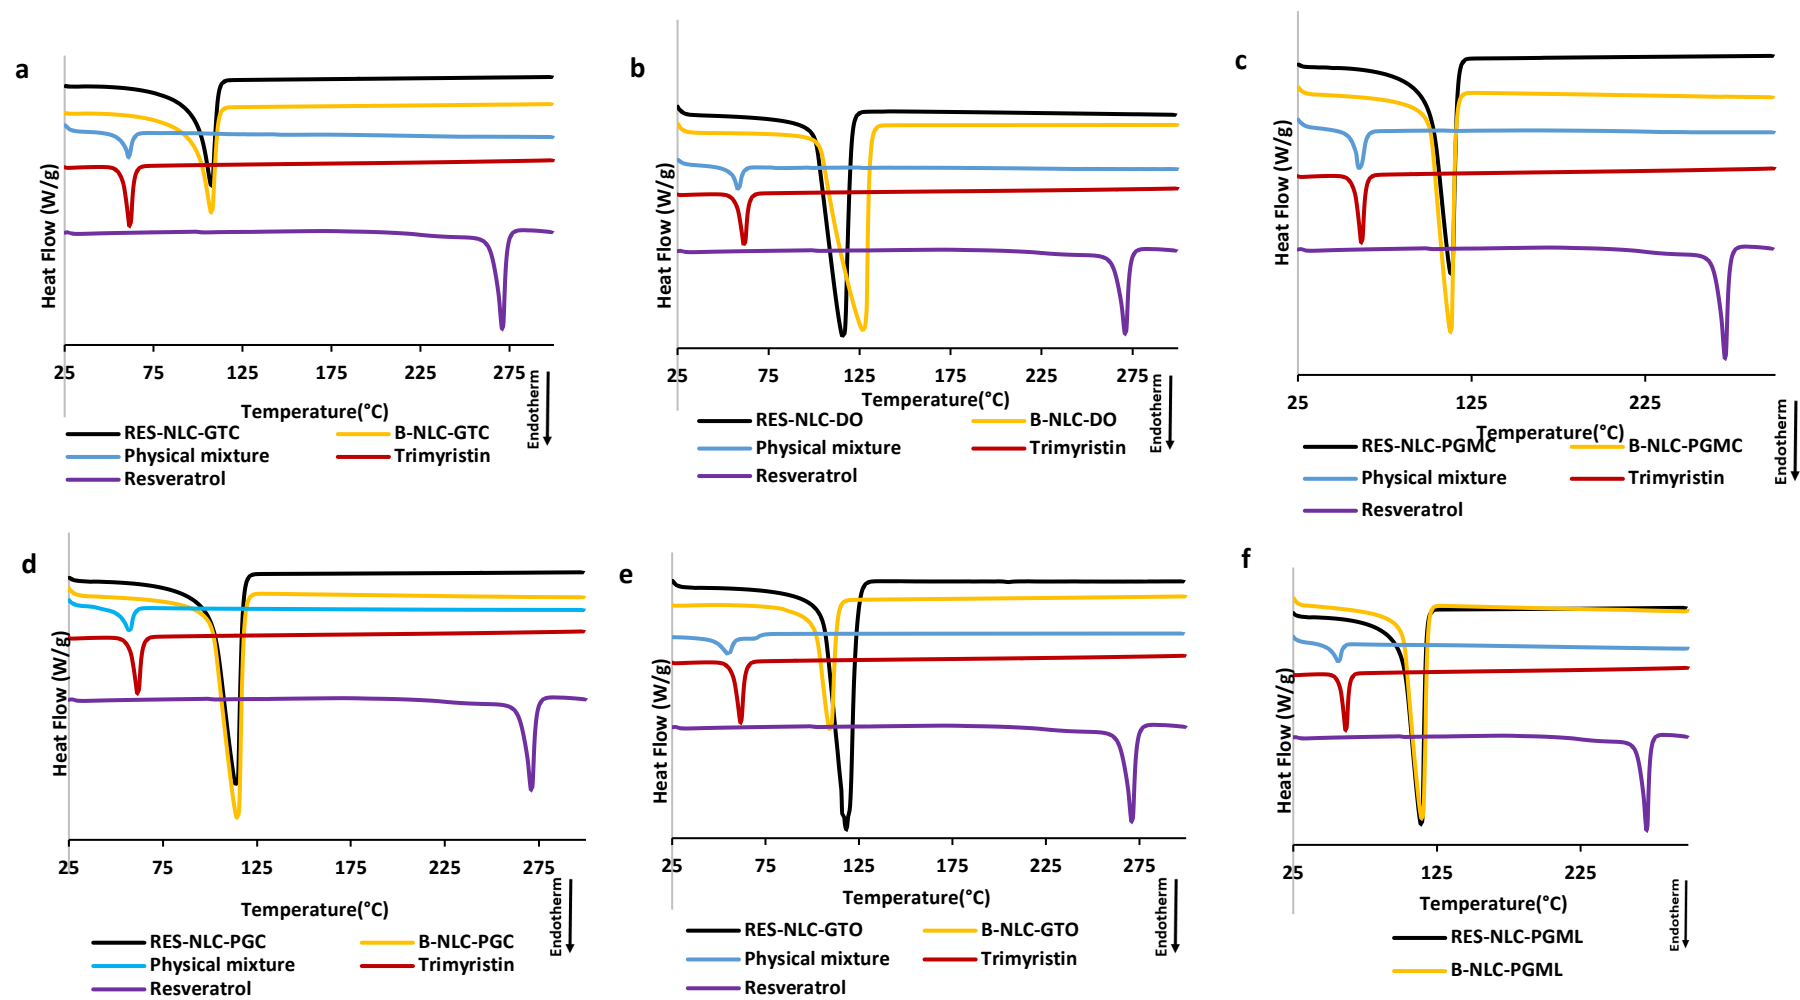 a
Heat Flow (W/g)
25 75 125 175 225 275
Temperature(°C)
Endotherm
RES-NLC-GTC B-NLC-GTC
Physical mixture Trimyristin
Resveratrol
b
Heat Flow (W/g)
25 75 125 175 225 275
Temperature(°C)
Endotherm
RES-NLC-DO B-NLC-DO
Physical mixture Trimyristin
Resveratrol
c
Heat Flow (W/g)
25 125 225
Temperature(°C)
Endotherm
RES-NLC-PGMC B-NLC-PGMC
Physical mixture Trimyristin
Resveratrol
d
Heat Flow (W/g)
25 75 125 175 225 275
Temperature(°C)
Endotherm
RES-NLC-PGC B-NLC-PGC
Physical mixture Trimyristin
Resveratrol
e
Heat Flow (W/g)
25 75 125 175 225 275
Temperature(°C)
Endotherm
RES-NLC-GTO B-NLC-GTO
Physical mixture Trimyristin
Resveratrol
f
Heat Flow (W/g)
25 125 225
Temperature(°C)
Endotherm
RES-NLC-PGML
B-NLC-PGML